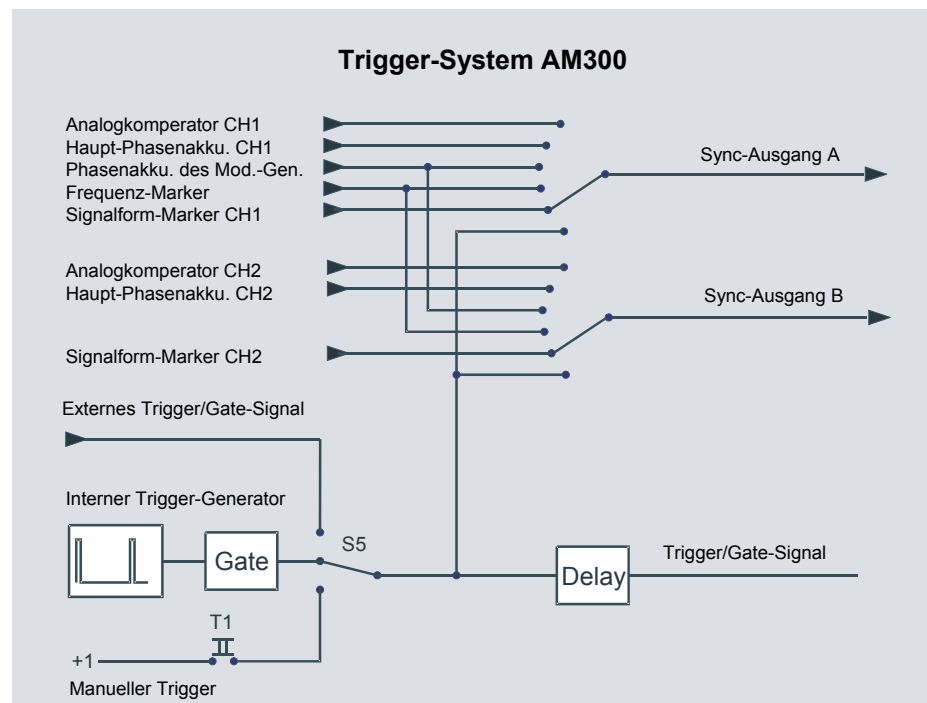 Trigger-System AM300
Analogkomperator CH1
Haupt-Phasenakku. CH1
Phasenakku. des Mod.-Gen.
Frequenz-Marker
Signalform-Marker CH1
Sync-Ausgang A
Analogkomperator CH2
Haupt-Phasenakku. CH2
Sync-Ausgang B
Signalform-Marker CH2
Externes Trigger/Gate-Signal
Interner Trigger-Generator
S5
Gate
Delay
Trigger/Gate-Signal
T1
+1
Manueller Trigger